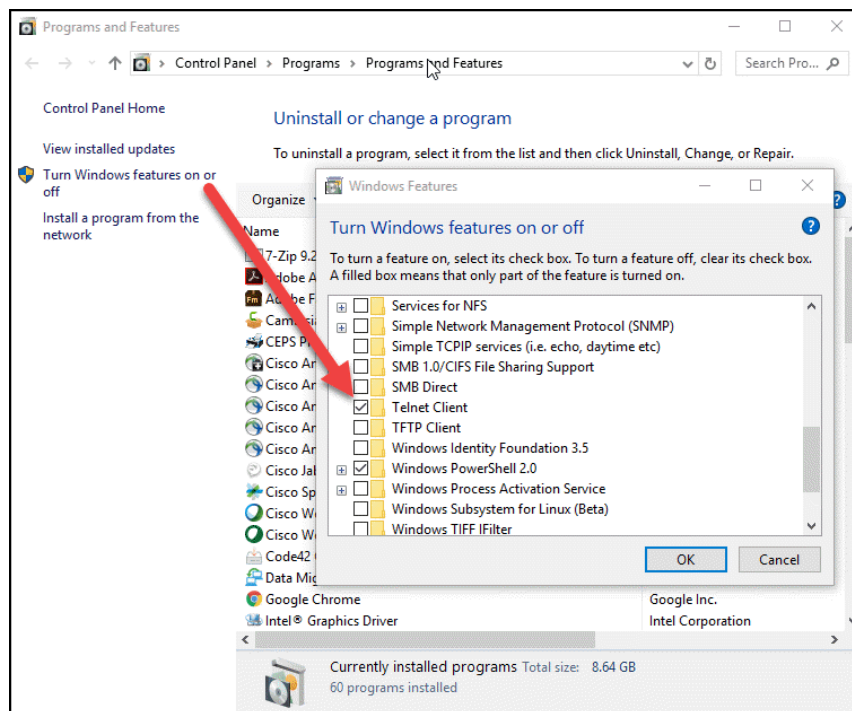 Programs and Features
Control Panel > Programs > Programs and Features
Search Pro...
Control Panel Home
View installed updates
Turn Windows features on or
off
Install a program from the
network
Uninstall or change a program
To uninstall a program, select it from the list and then click Uninstall, Change, or Repair.
Organize
Name
7-Zip 9.2
Adobe A
Adobe F
Camtasi
CEPS P
Cisco An
Cisco An
Cisco An
Cisco An
Cisco An
Cisco Jab
Cisco Sp
Cisco W
Cisco W
Code42
Data Mig
Google Chrome
Google Inc.
Intel® Graphics Driver
Intel Corporation
Windows Features
Turn Windows features on or off
To turn a feature on, select its check box. To turn a feature off, clear its check box.
A filled box means that only part of the feature is turned on.
Services for NFS
Simple Network Management Protocol (SNMP)
Simple TCPIP services (i.e. echo, daytime etc)
SMB 1.0/CIFS File Sharing Support
SMB Direct
Telnet Client
TFTP Client
Windows Identity Foundation 3.5
Windows PowerShell 2.0
Windows Process Activation Service
Windows Subsystem for Linux (Beta)
Windows TIFF IFilter
OK
Cancel
Currently installed programs Total size: 8.64 GB
60 programs installed